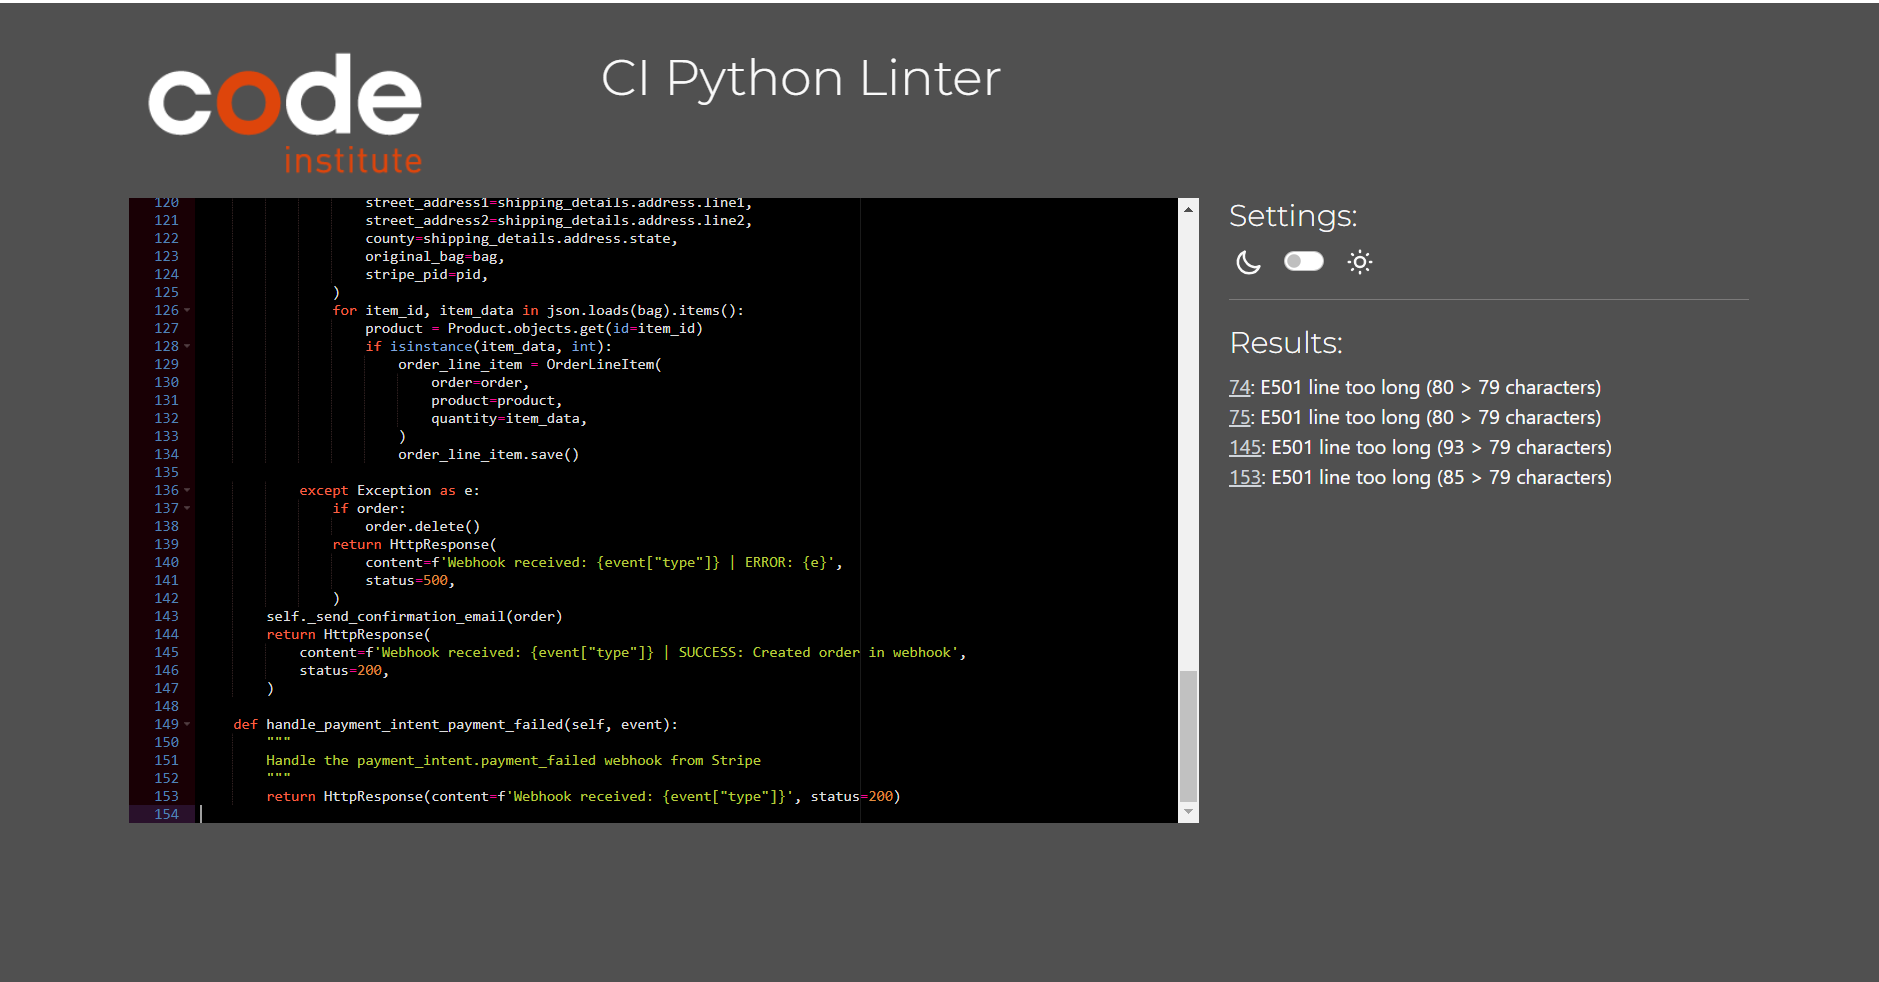 code
institute
CI Python Linter
120 street_address1=shipping_details.address.line1,
121 street_address2=shipping_details.address.line2,
122 county=shipping_details.address.state,
123 original_bag=bag,
124 stripe_pid=pid,
125 )
126 for item_id, item_data in json.loads(bag).items():
127 product = Product.objects.get(id=item_id)
128 if isinstance(item_data, int):
129 order_line_item = OrderLineItem(
130 order=order,
131 product=product,
132 quantity=item_data,
133 )
134 order_line_item.save()
135
136 except Exception as e:
137 if order:
138 order.delete()
139 return HttpResponse(
140 content=f'Webhook received: {event["type"]} | ERROR: {e}',
141 status=500,
142 )
143 self._send_confirmation_email(order)
144 return HttpResponse(
145 content=f'Webhook received: {event["type"]} | SUCCESS: Created order in webhook',
146 status=200,
147 )
148
149 def handle_payment_intent_payment_failed(self, event):
150 """
151 Handle the payment_intent.payment_failed webhook from Stripe
152 """
153 return HttpResponse(content=f'Webhook received: {event["type"]}', status=200)
154
Settings:
Results:
74: E501 line too long (80 > 79 characters)
75: E501 line too long (80 > 79 characters)
145: E501 line too long (93 > 79 characters)
153: E501 line too long (85 > 79 characters)